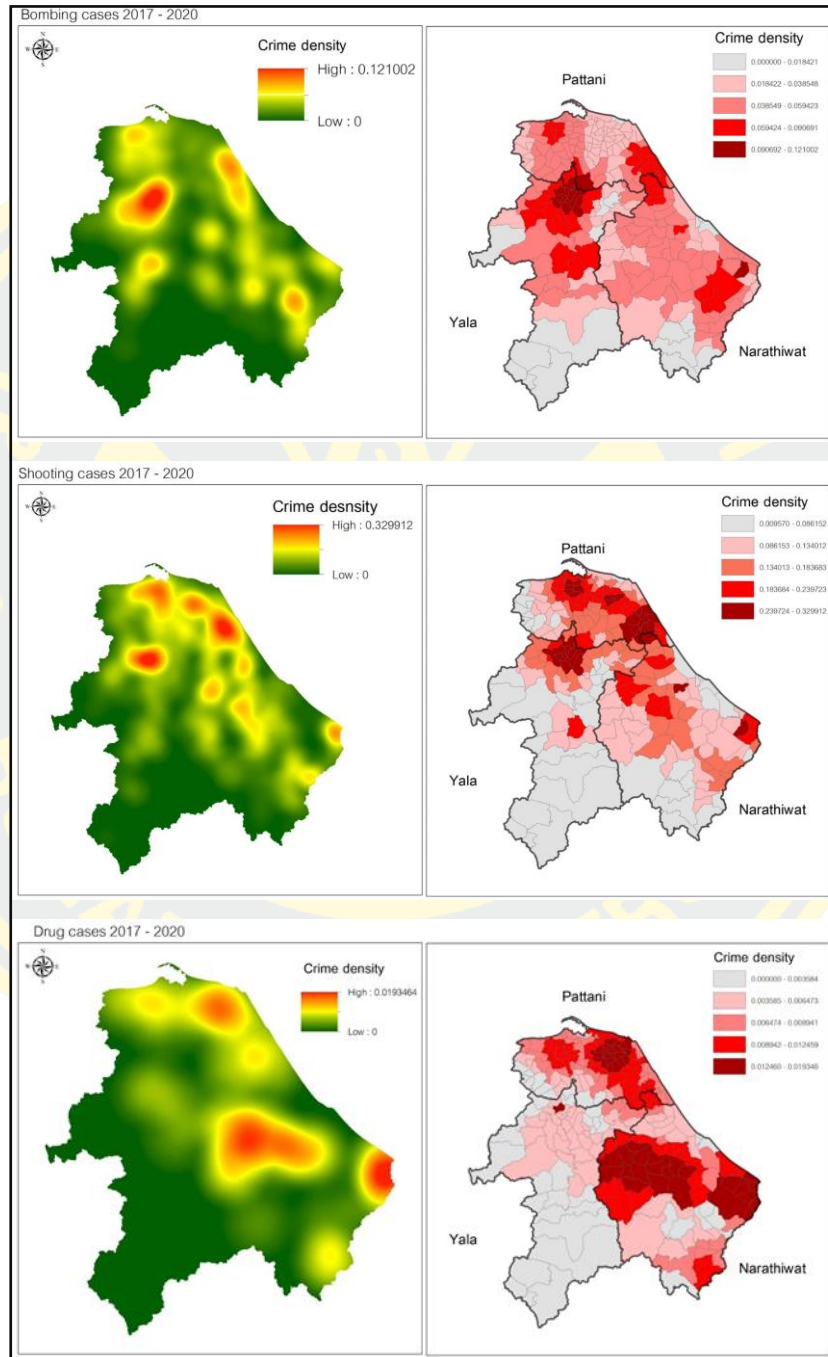 Bombing cases 2017 - 2020
N
W E
S
Crime density
High : 0.121002
Low : 0
Crime density
0.000000 - 0.018421
0.018422 - 0.038548
0.038549 - 0.059423
0.059424 - 0.090691
0.090692 - 0.121002
Pattani
Yala
Narathiwat
Shooting cases 2017 - 2020
N
W E
S
Crime desnsity
High : 0.329912
Low : 0
Crime density
0.009570 - 0.086152
0.086153 - 0.134012
0.134013 - 0.183683
0.183684 - 0.239723
0.239724 - 0.329912
Pattani
Yala
Narathiwat
Drug cases 2017 - 2020
N
W E
S
Crime density
High : 0.0193464
Low : 0
Crime density
0.000000 - 0.003584
0.003585 - 0.006473
0.006474 - 0.008941
0.008942 - 0.012459
0.012460 - 0.019346
Pattani
Yala
Narathiwat